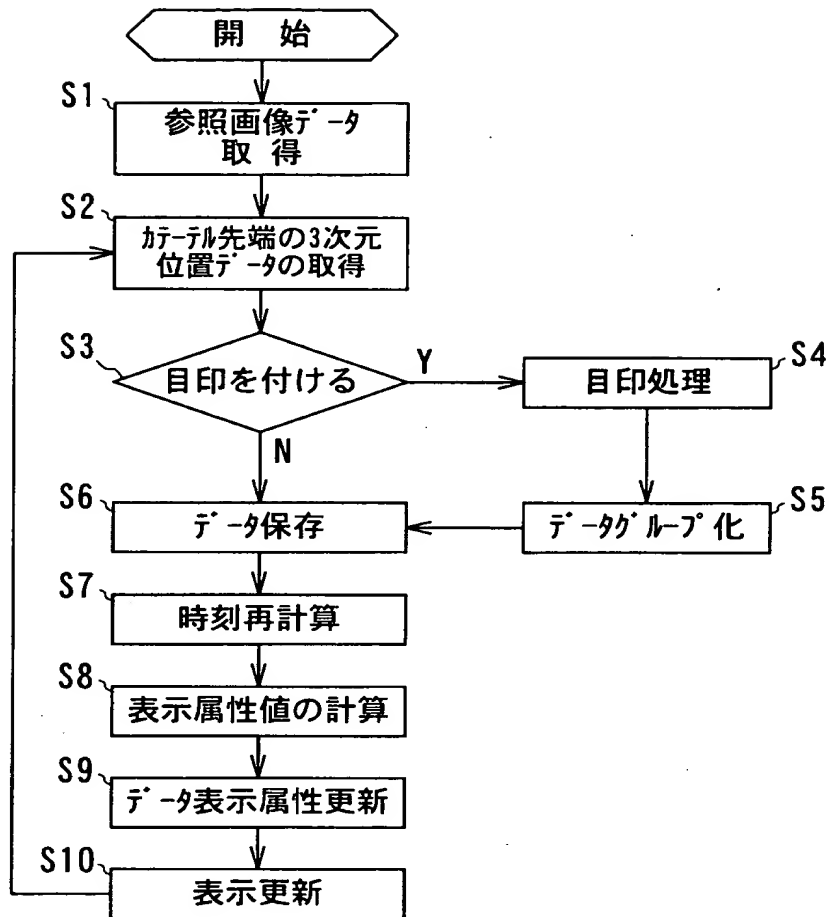 開 始
S1
参照画像ﾃﾞｰﾀ
取 得
S2
ｶﾃｰﾃﾙ先端の3次元
位置ﾃﾞｰﾀの取得
S3
目印を付ける
Y
N
S4
目印処理
S5
ﾃﾞｰﾀｸﾞﾙｰﾌﾟ化
S6
ﾃﾞｰﾀ保存
S7
時刻再計算
S8
表示属性値の計算
S9
ﾃﾞｰﾀ表示属性更新
S10
表示更新